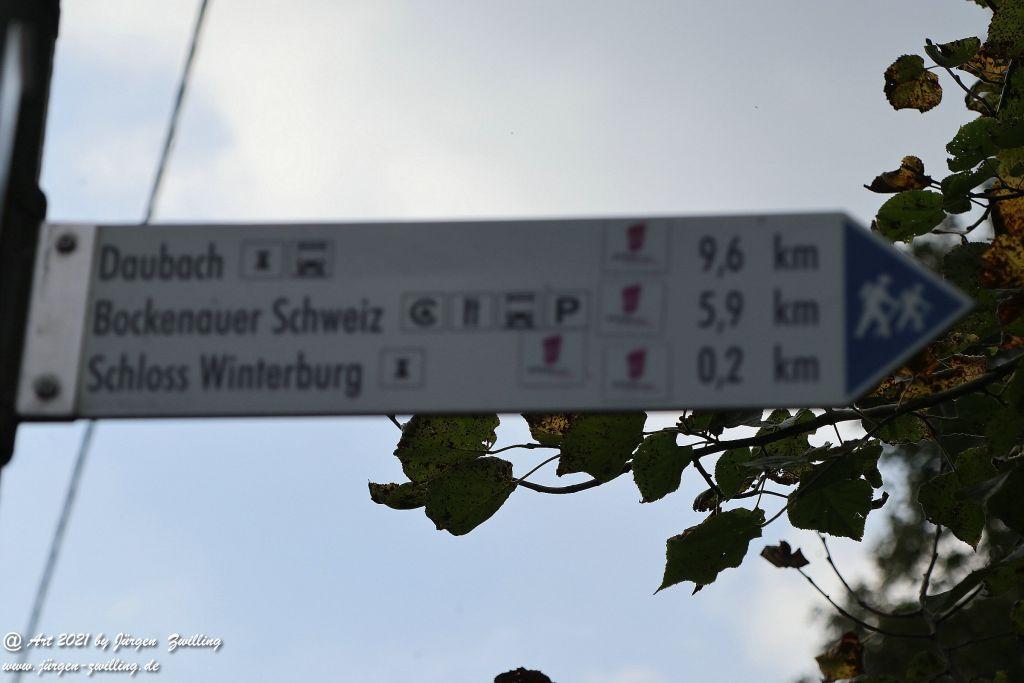 Daubach 9,6 km
Bockenauer Schweiz P 5,9 km
Schloss Winterburg 0,2 km
@ Art 2021 by Jürgen Zwilling
www.jürgen-zwilling.de